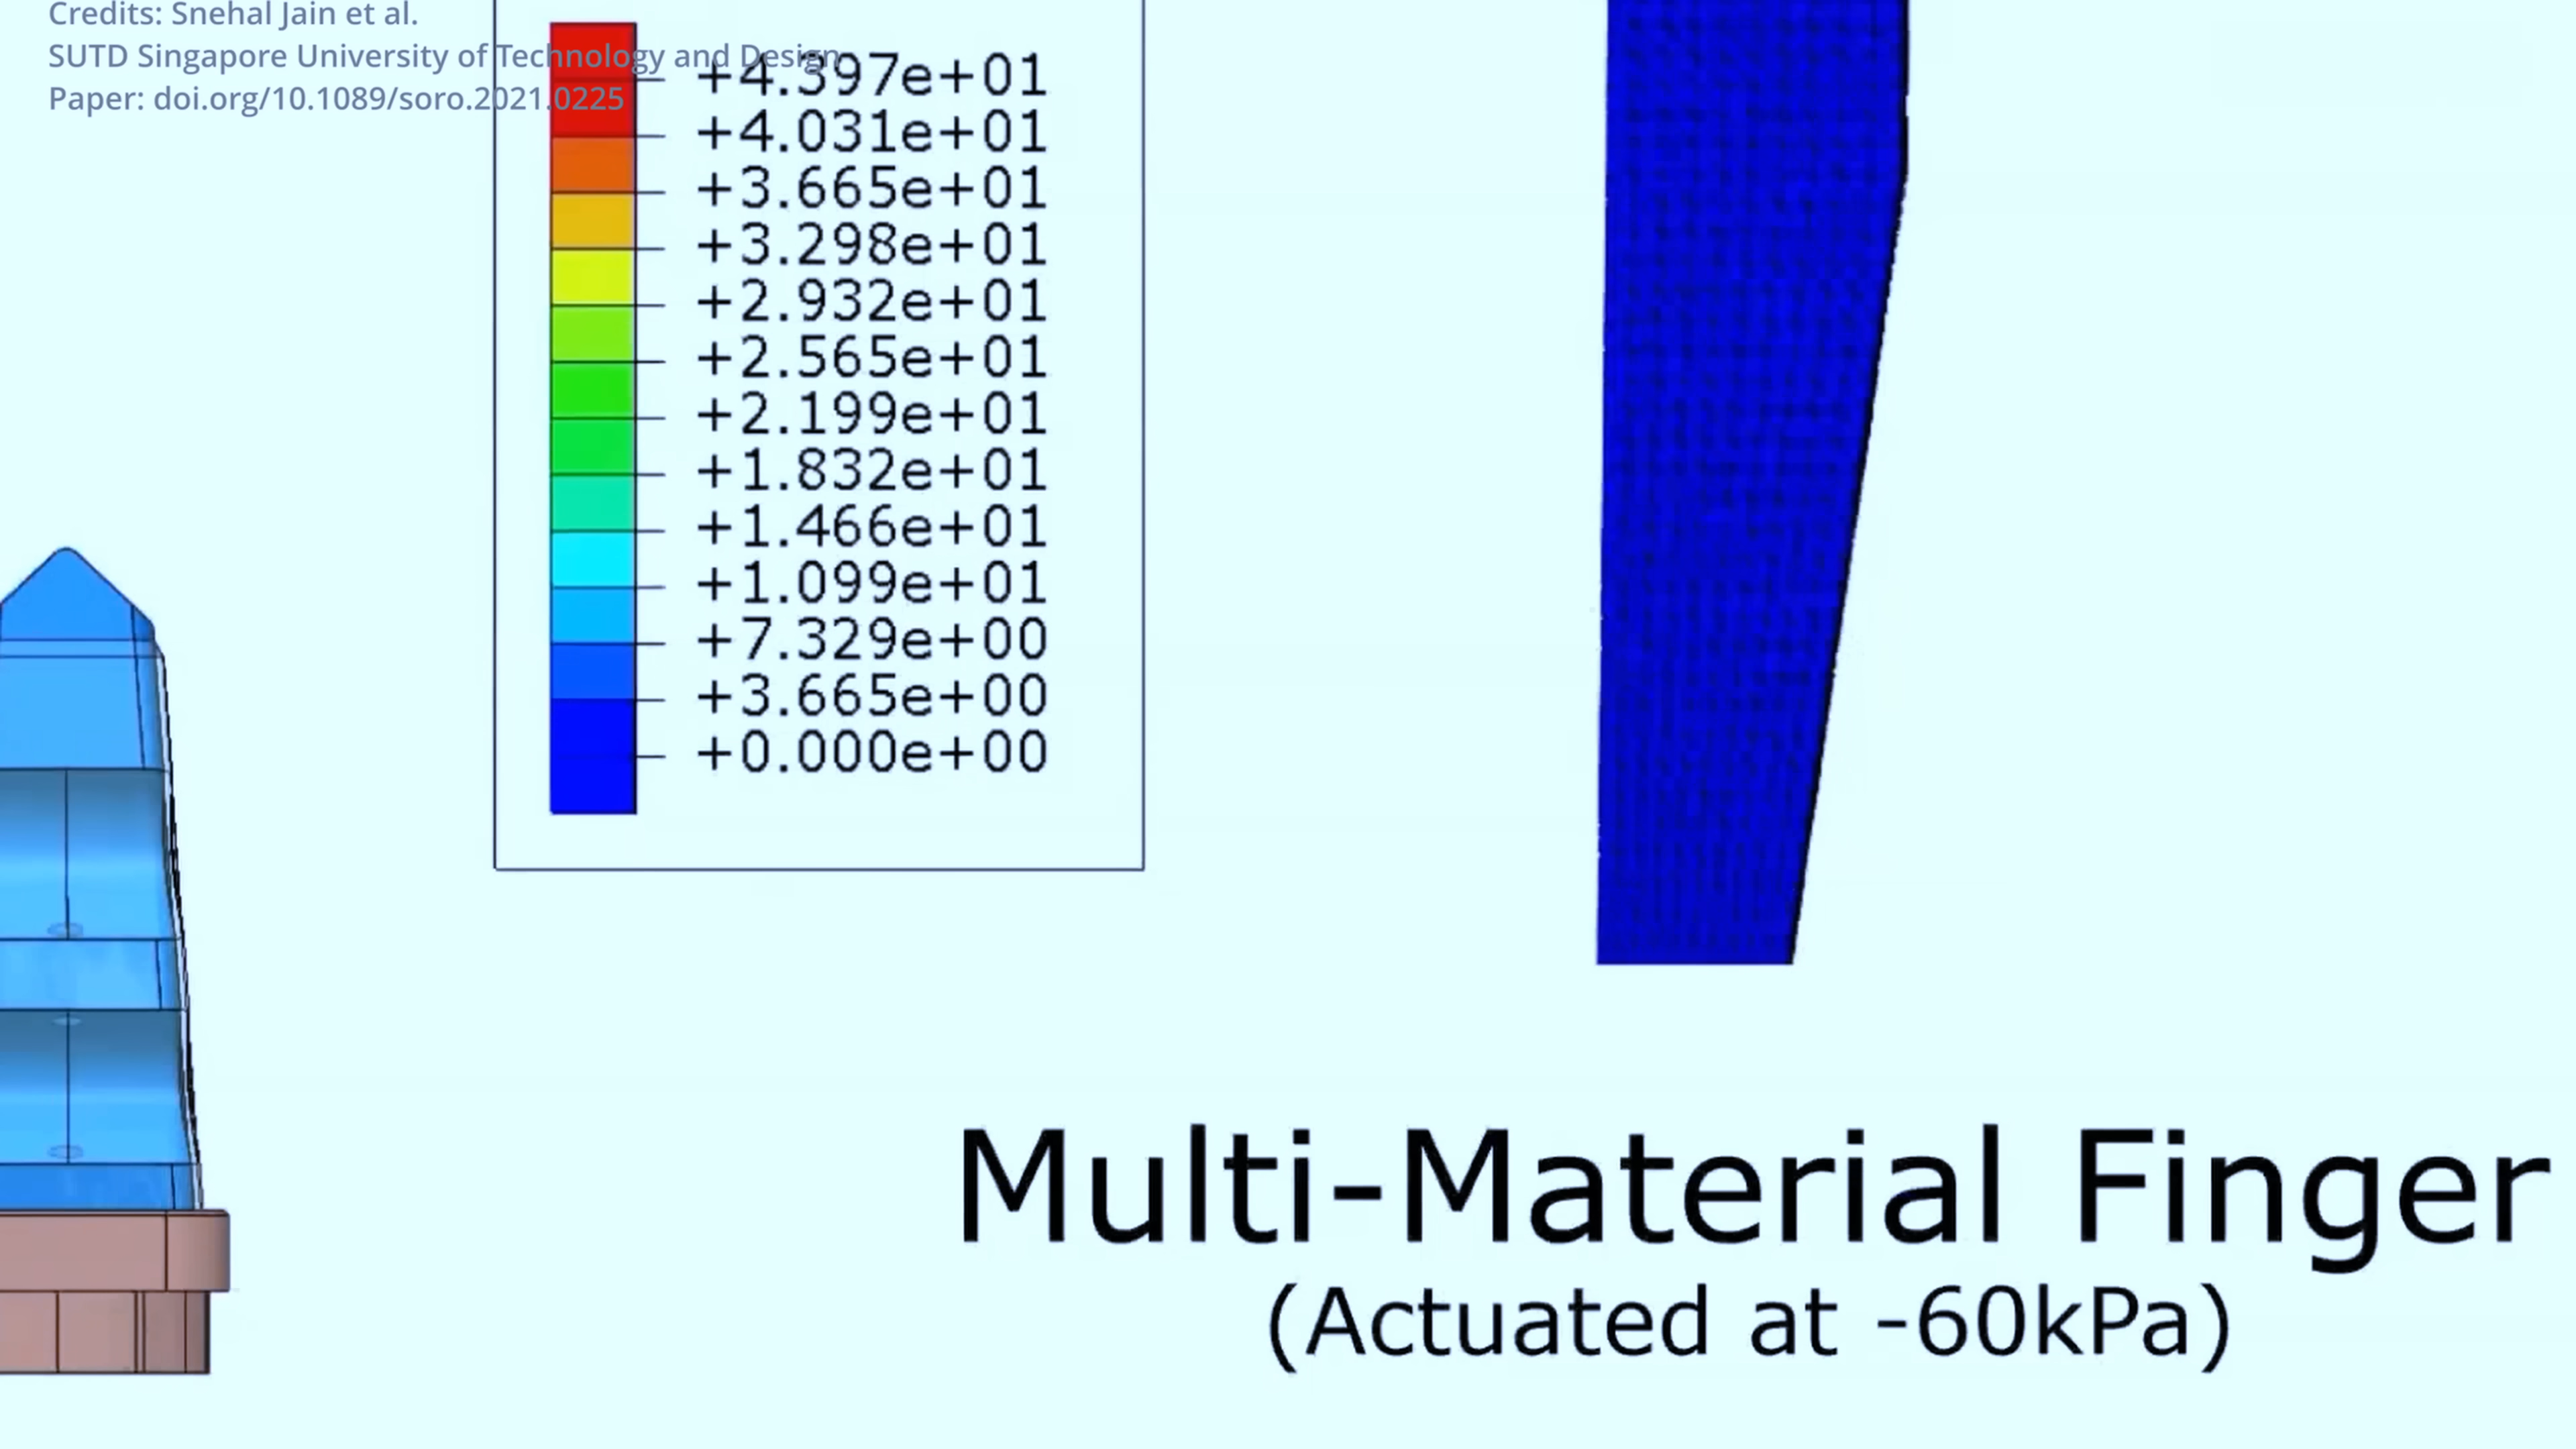 Credits: Snehal Jain et al.
SUTD Singapore University of Technology and Design
Paper: doi.org/10.1089/soro.2021.0225
+4.397e+01
+4.031e+01
+3.665e+01
+3.298e+01
+2.932e+01
+2.565e+01
+2.199e+01
+1.832e+01
+1.466e+01
+1.099e+01
+7.329e+00
+3.665e+00
+0.000e+00
Multi-Material Finger
(Actuated at -60kPa)